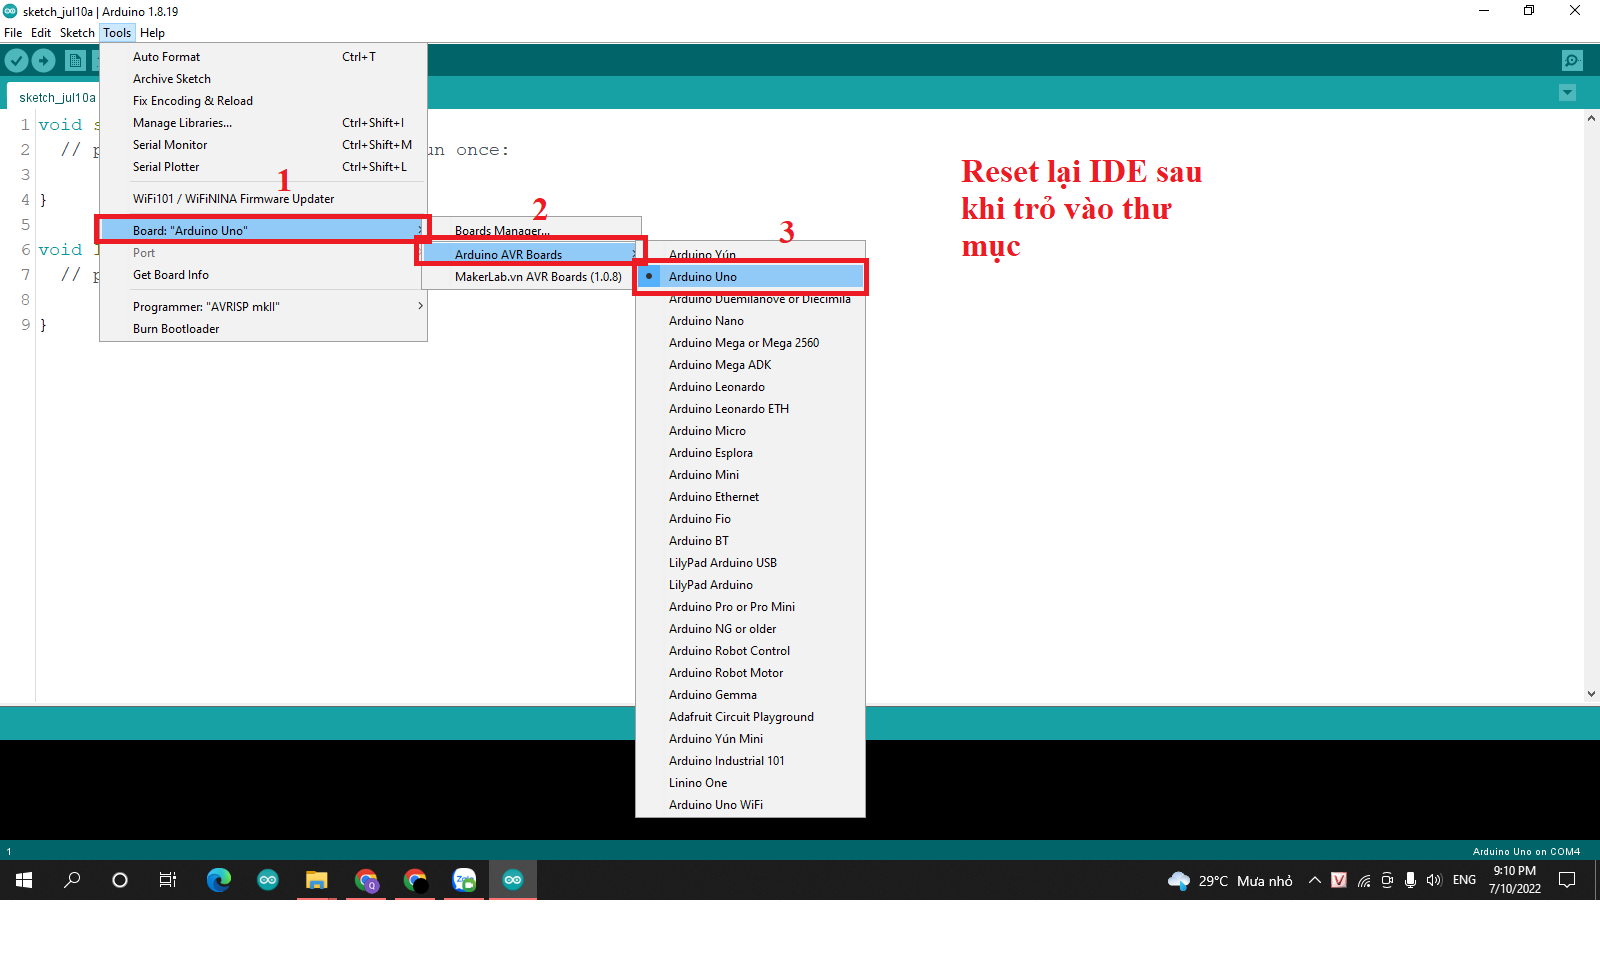 sketch_jul10a | Arduino 1.8.19
File Edit Sketch Tools Help
sketch_jul10a
Auto Format Ctrl+T
Archive Sketch
Fix Encoding & Reload
Manage Libraries... Ctrl+Shift+I
Serial Monitor Ctrl+Shift+M
Serial Plotter Ctrl+Shift+L
1
WiFi101 / WiFiNINA Firmware Updater
Board: "Arduino Uno"
Port
Get Board Info
Programmer: "AVRISP mkII"
Burn Bootloader
1 void s
2 // p un once:
3
4 }
5
6 void l
7 // p
8
9 }
2
Boards Manager...
Arduino AVR Boards
MakerLab.vn AVR Boards (1.0.8)
3
Arduino Yún
Arduino Uno
Arduino Duemilanove or Diecimila
Arduino Nano
Arduino Mega or Mega 2560
Arduino Mega ADK
Arduino Leonardo
Arduino Leonardo ETH
Arduino Micro
Arduino Esplora
Arduino Mini
Arduino Ethernet
Arduino Fio
Arduino BT
LilyPad Arduino USB
LilyPad Arduino
Arduino Pro or Pro Mini
Arduino NG or older
Arduino Robot Control
Arduino Robot Motor
Arduino Gemma
Adafruit Circuit Playground
Arduino Yún Mini
Arduino Industrial 101
Linino One
Arduino Uno WiFi
Reset lại IDE sau
khi trỏ vào thư
mục
1
Arduino Uno on COM4
Q
Zalo
29°C Mưa nhỏ
V
ENG
9:10 PM
7/10/2022